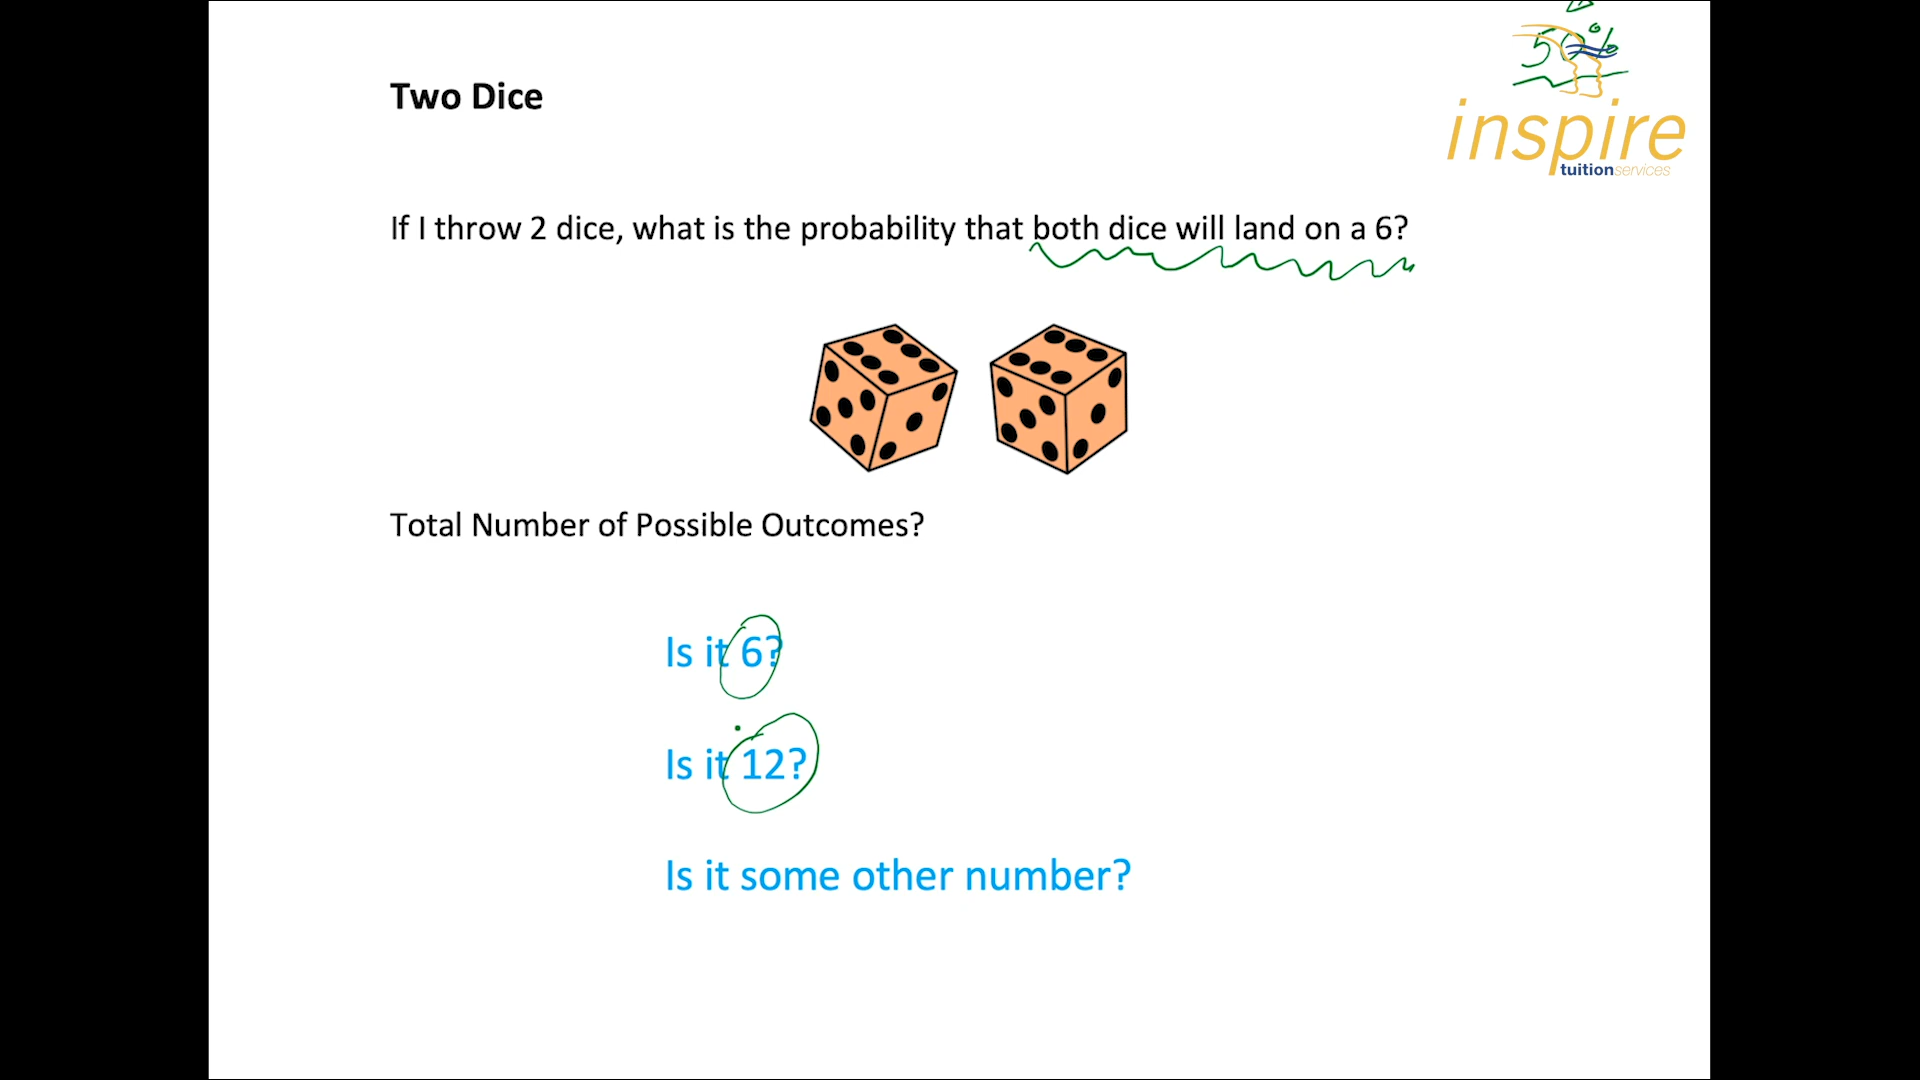 50%
inspire
tuitionservices
Two Dice
If I throw 2 dice, what is the probability that both dice will land on a 6?
Total Number of Possible Outcomes?
Is it 6?
Is it 12?
Is it some other number?